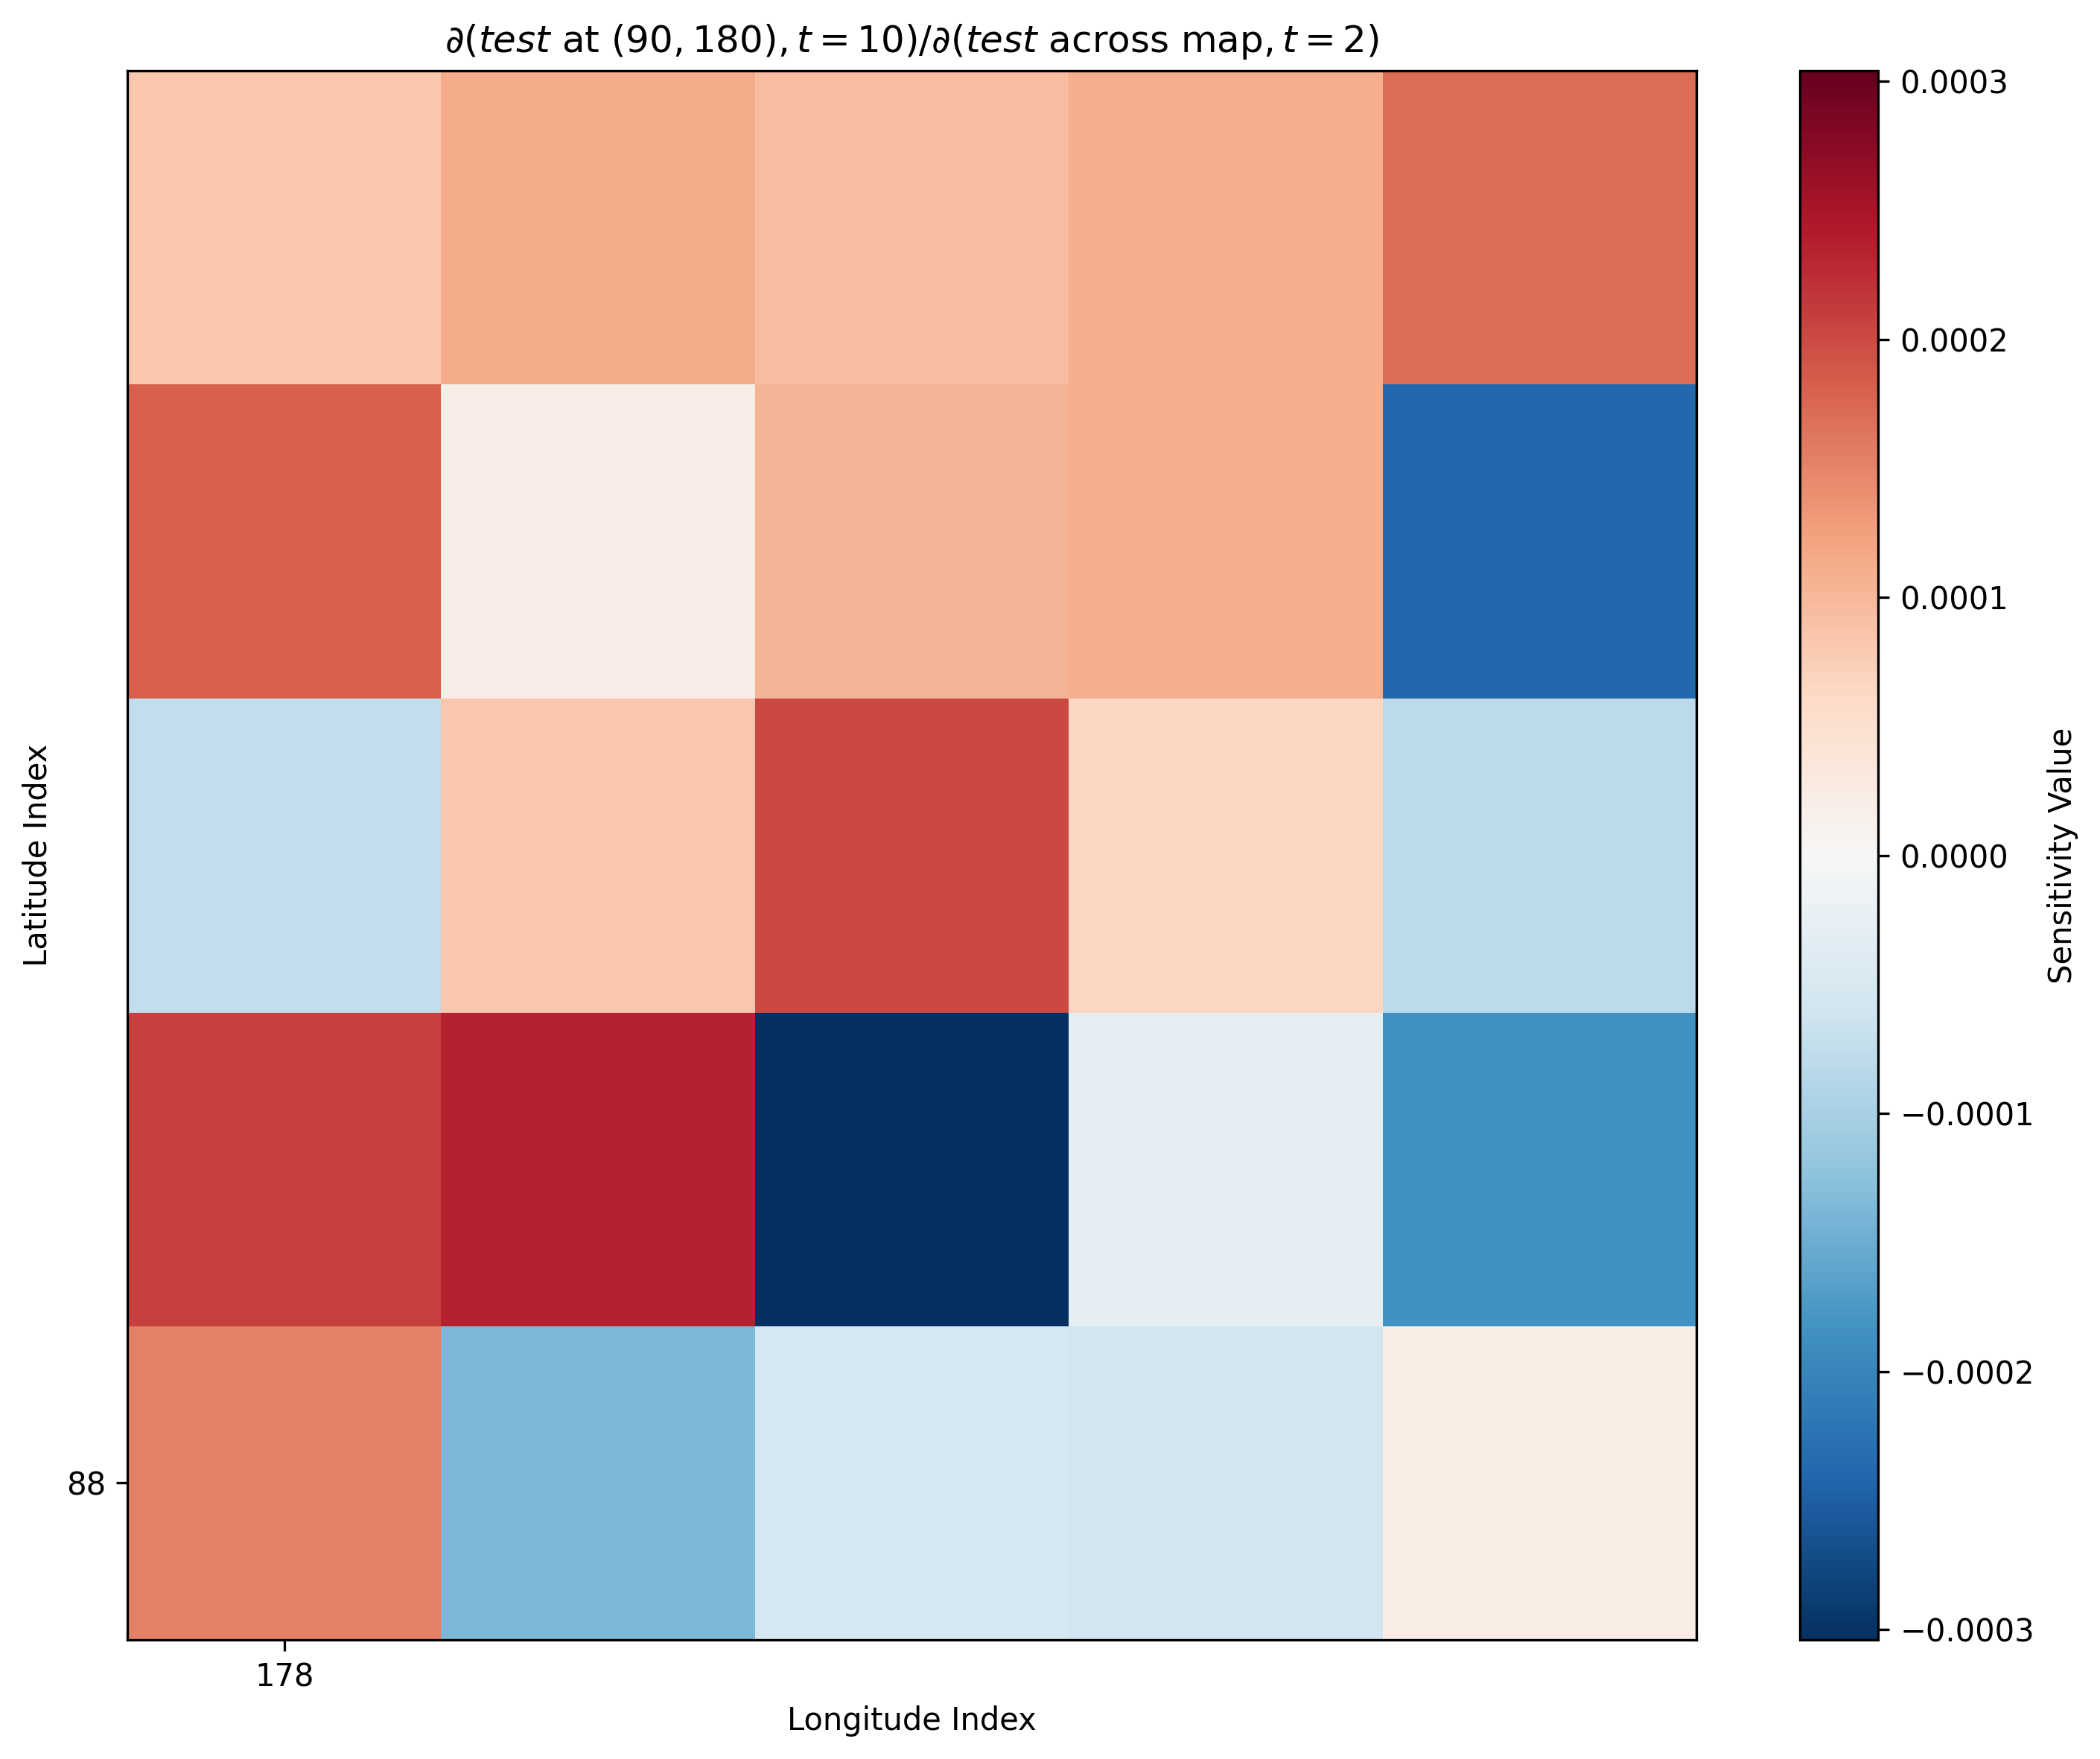 ∂(test at (90, 180), t = 10)/∂(test across map, t = 2)
0.0003
0.0002
0.0001
0.0000
−0.0001
−0.0002
−0.0003
Sensitivity Value
Latitude Index
88
178
Longitude Index